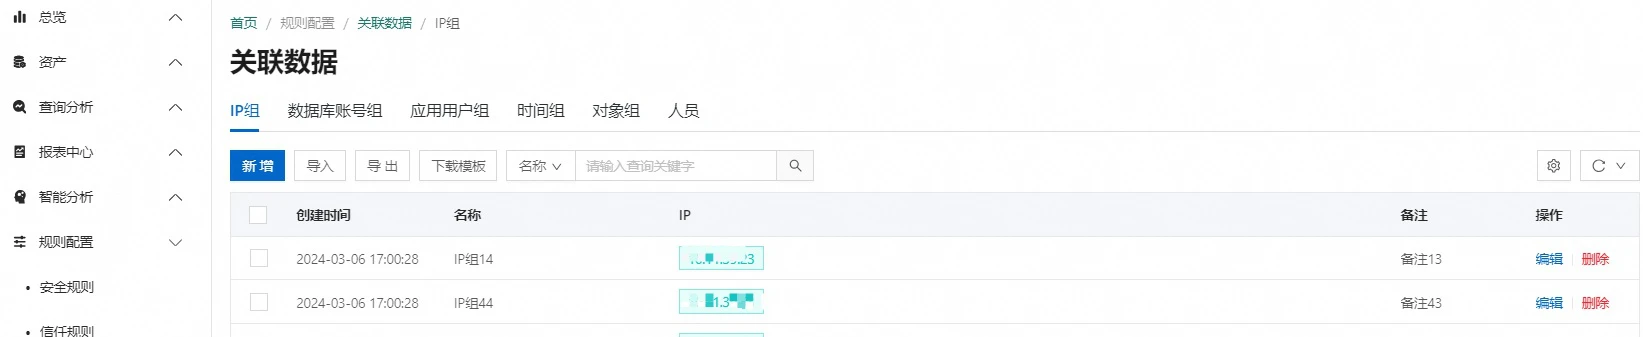 总览
资产
查询分析
报表中心
智能分析
规则配置
安全规则
信任规则
首页 / 规则配置 / 关联数据 / IP组
关联数据
IP组 数据库账号组 应用用户组 时间组 对象组 人员
新增 导入 导出 下载模板 名称 请输入查询关键字
创建时间 名称 IP 备注 操作
2024-03-06 17:00:28 IP组14 备注13 编辑 删除
2024-03-06 17:00:28 IP组44 备注43 编辑 删除